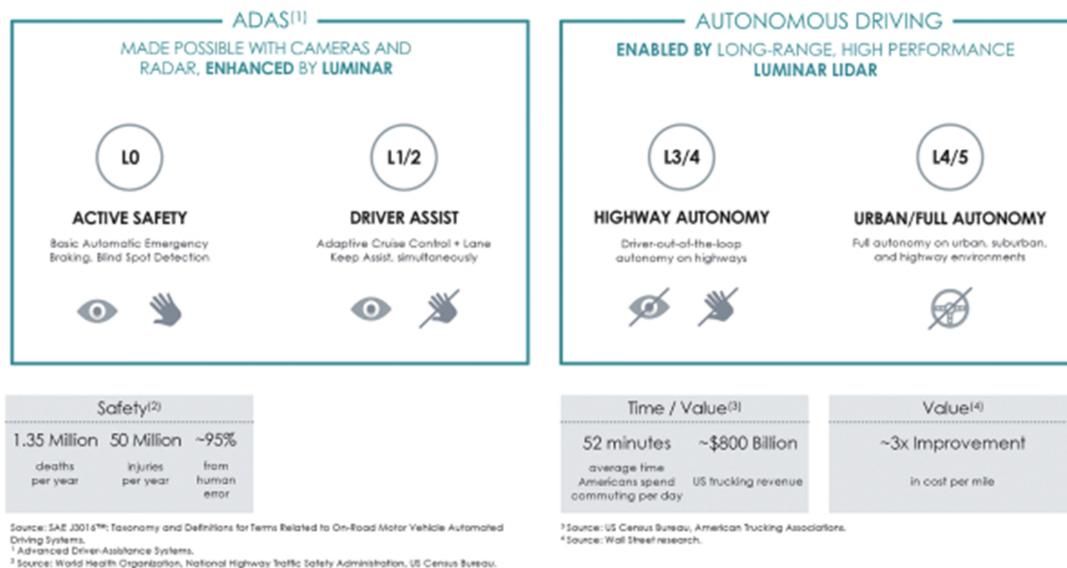 ADAS(1)
MADE POSSIBLE WITH CAMERAS AND
RADAR, ENHANCED BY LUMINAR
L0
ACTIVE SAFETY
Basic Automatic Emergency
Braking, Blind Spot Detection
L1/2
DRIVER ASSIST
Adaptive Cruise Control + Lane
Keep Assist, simultaneously
AUTONOMOUS DRIVING
ENABLED BY LONG-RANGE, HIGH PERFORMANCE
LUMINAR LIDAR
L3/4
HIGHWAY AUTONOMY
Driver-out-of-the-loop
autonomy on highways
L4/5
URBAN/FULL AUTONOMY
Full autonomy on urban, suburban,
and highway environments
Safety(2)
1.35 Million
deaths
per year
50 Million
injuries
per year
~95%
from
human
error
Time / Value(3)
52 minutes
average time
Americans spend
commuting per day
~$800 Billion
US trucking revenue
Value(4)
~3x Improvement
in cost per mile
Source: SAE J3016™: Taxonomy and Definitions for Terms Related to On-Road Motor Vehicle Automated
Driving Systems.
1 Advanced Driver-Assistance Systems.
2 Source: World Health Organization, National Highway Traffic Safety Administration, US Census Bureau.
3 Source: US Census Bureau, American Trucking Associations.
4 Source: Wall Street research.